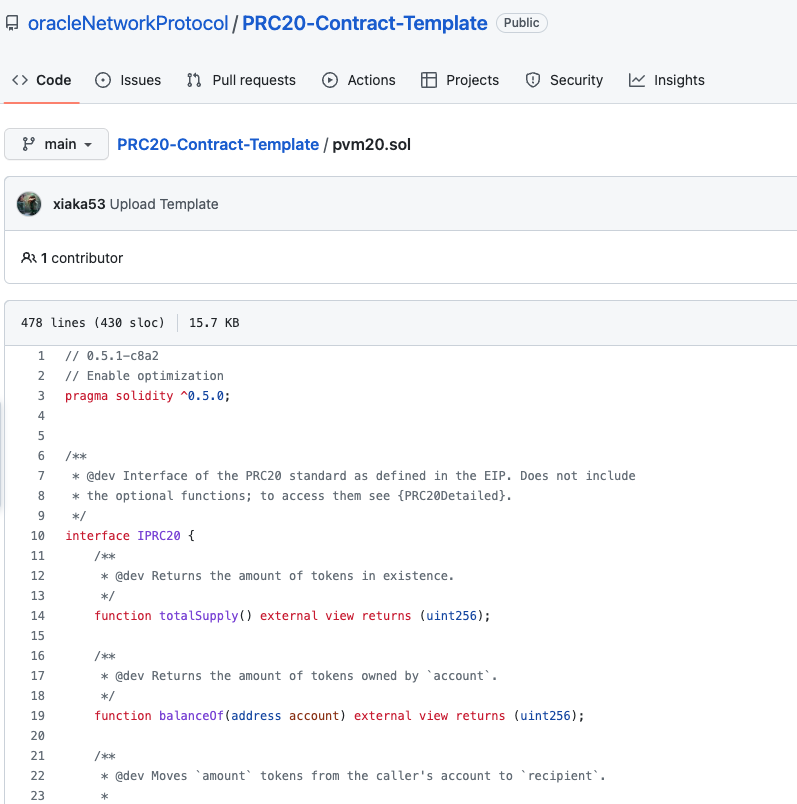 oracleNetworkProtocol / PRC20-Contract-Template Public
Code Issues Pull requests Actions Projects Security Insights
main PRC20-Contract-Template / pvm20.sol
xiaka53 Upload Template
1 contributor
478 lines (430 sloc) 15.7 KB
1 // 0.5.1-c8a2
2 // Enable optimization
3 pragma solidity ^0.5.0;
4
5
6 /**
7  * @dev Interface of the PRC20 standard as defined in the EIP. Does not include
8  * the optional functions; to access them see {PRC20Detailed}.
9  */
10 interface IPRC20 {
11     /**
12      * @dev Returns the amount of tokens in existence.
13      */
14     function totalSupply() external view returns (uint256);
15
16     /**
17      * @dev Returns the amount of tokens owned by `account`.
18      */
19     function balanceOf(address account) external view returns (uint256);
20
21     /**
22      * @dev Moves `amount` tokens from the caller's account to `recipient`.
23      *